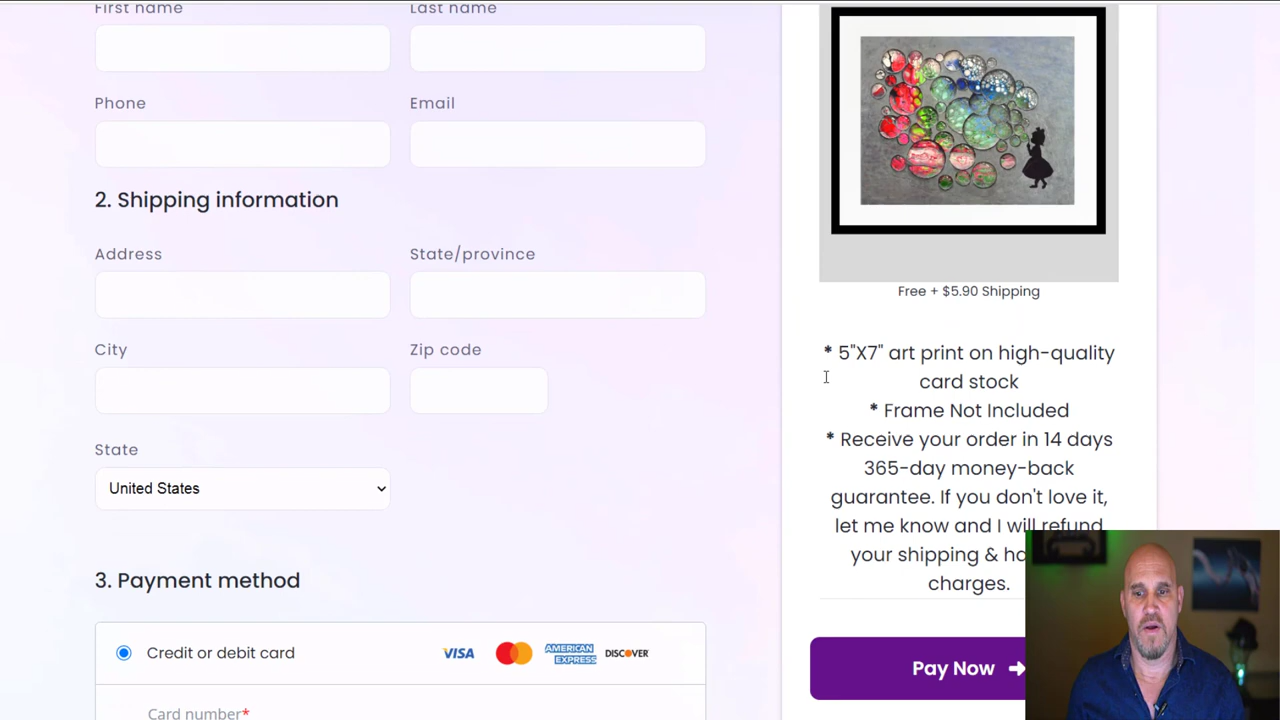 First name
Last name
Phone
Email
2. Shipping information
Address
State/province
City
Zip code
State
United States
3. Payment method
Credit or debit card
VISA
AMERICAN
EXPRESS
DISCOVER
Card number*
Free + $5.90 Shipping
* 5"X7" art print on high-quality
card stock
* Frame Not Included
* Receive your order in 14 days
365-day money-back
guarantee. If you don't love it,
let me know and I will refund
your shipping & ha
charges.
Pay Now